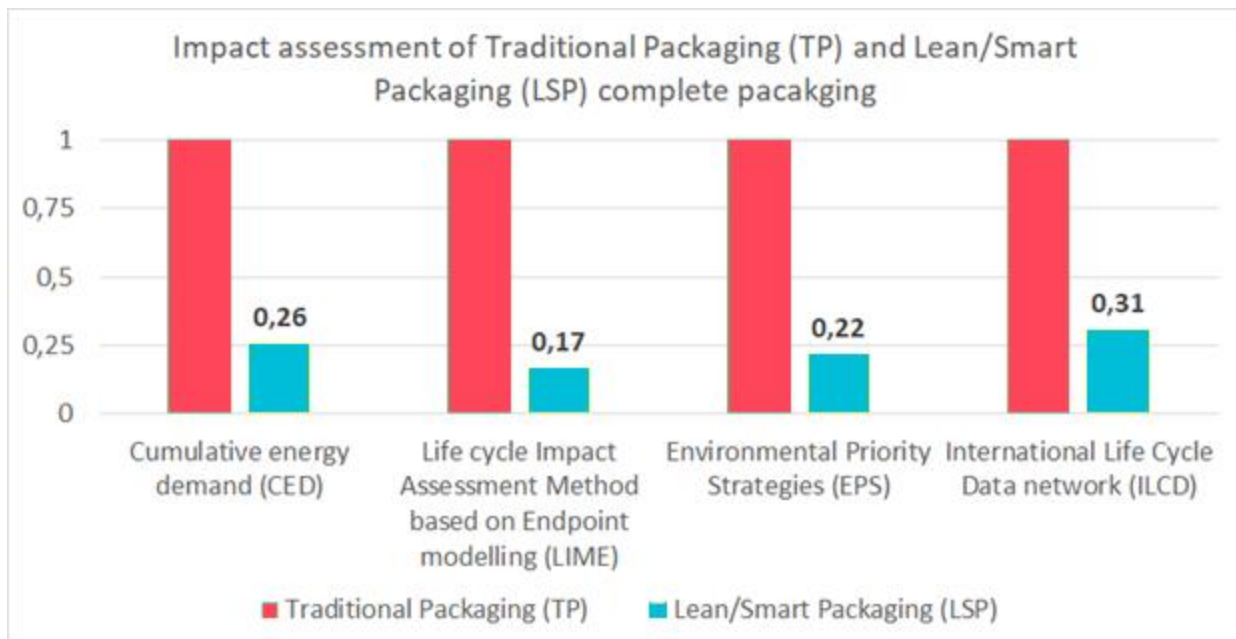 Impact assessment of Traditional Packaging (TP) and Lean/Smart
Packaging (LSP) complete pacakging
1
0,75
0,5
0,25
0
0,26
0,17
0,22
0,31
Cumulative energy
demand (CED)
Life cycle Impact
Assessment Method
based on Endpoint
modelling (LIME)
Environmental Priority
Strategies (EPS)
International Life Cycle
Data network (ILCD)
Traditional Packaging (TP)
Lean/Smart Packaging (LSP)